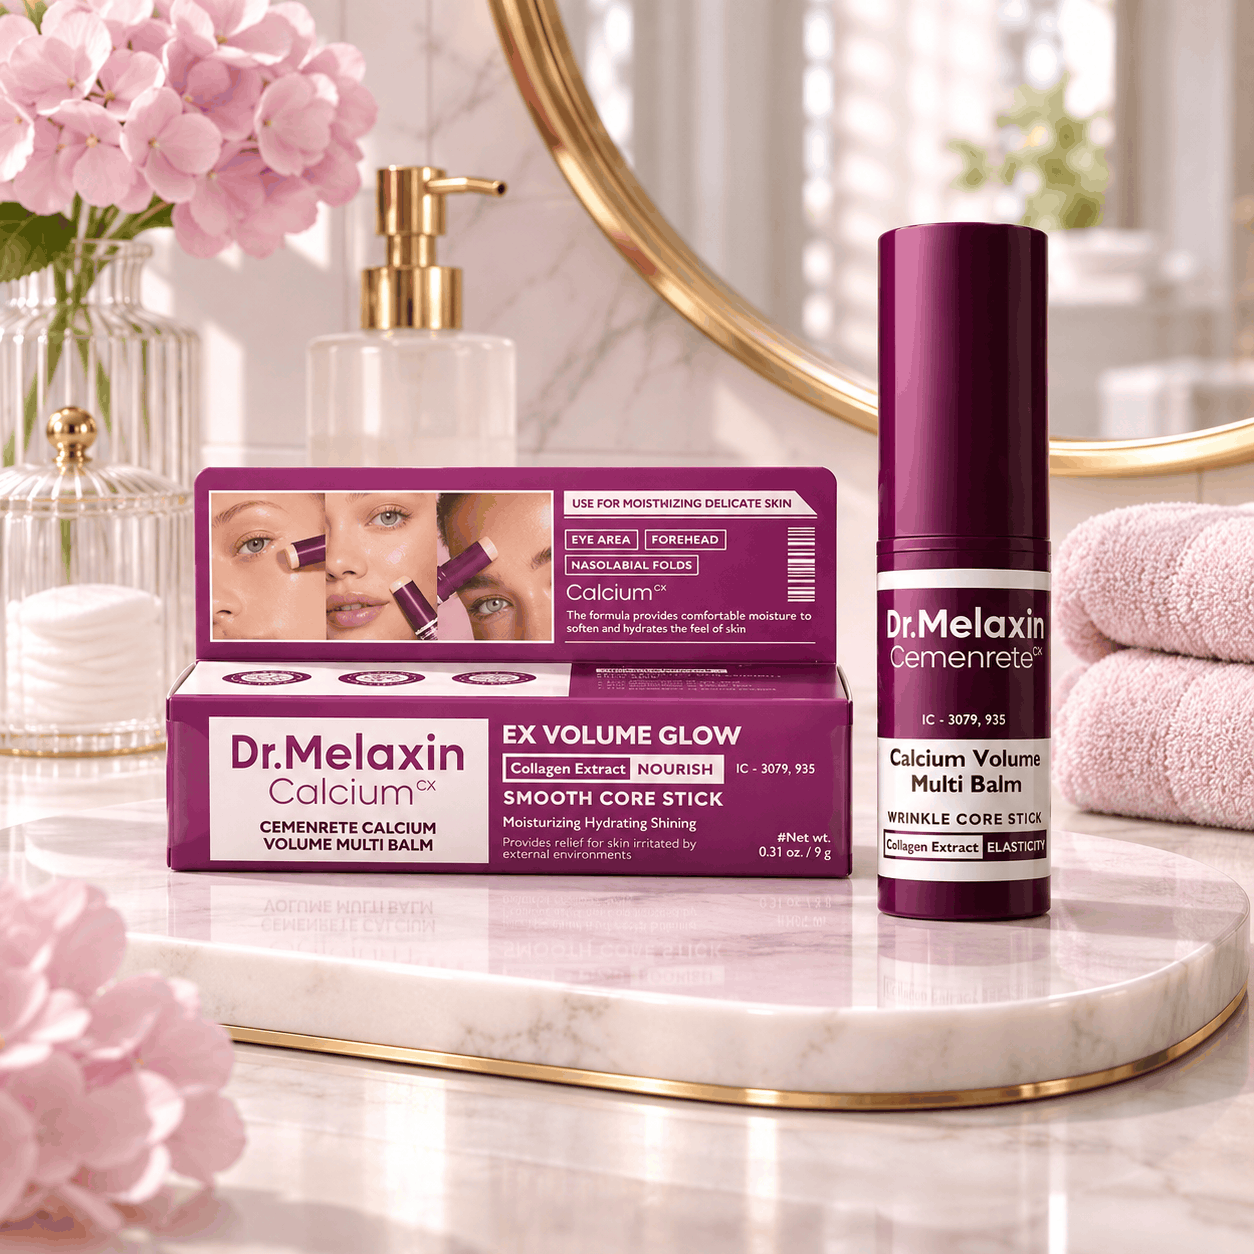 USE FOR MOISTHIZING DELICATE SKIN
EYE AREA
FOREHEAD
NASOLABIAL FOLDS
Calcium CX
The formula provides comfortable moisture to
soften and hydrates the feel of skin
Dr.Melaxin
Calcium CX
CEMENRETE CALCIUM
VOLUME MULTI BALM
EX VOLUME GLOW
Collagen Extract NOURISH IC - 3079, 935
SMOOTH CORE STICK
Moisturizing Hydrating Shining
Provides relief for skin irritated by
external environments
#Net wt.
0.31 oz. / 9 g
Dr.Melaxin
Cemenrete CX
IC - 3079, 935
Calcium Volume
Multi Balm
WRINKLE CORE STICK
Collagen Extract ELASTICITY